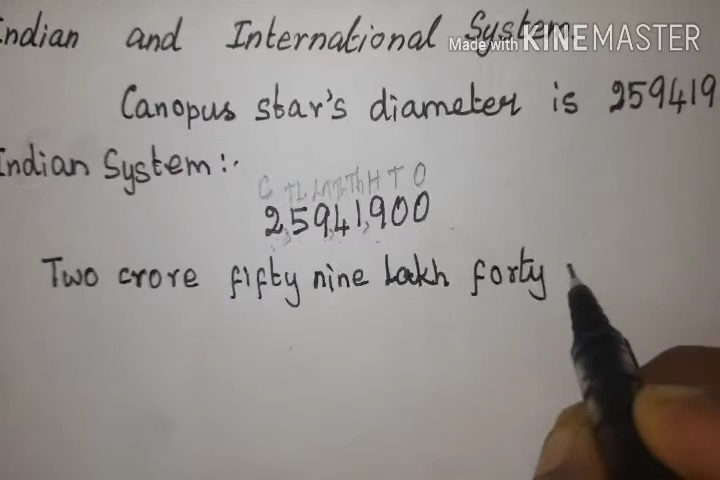 Indian and International System
Made with KINEMASTER
Canopus star's diameter is 259419
Indian System:-
C TL L TTh Th H T O
2,59,41,900
Two crore fifty nine Lakh forty